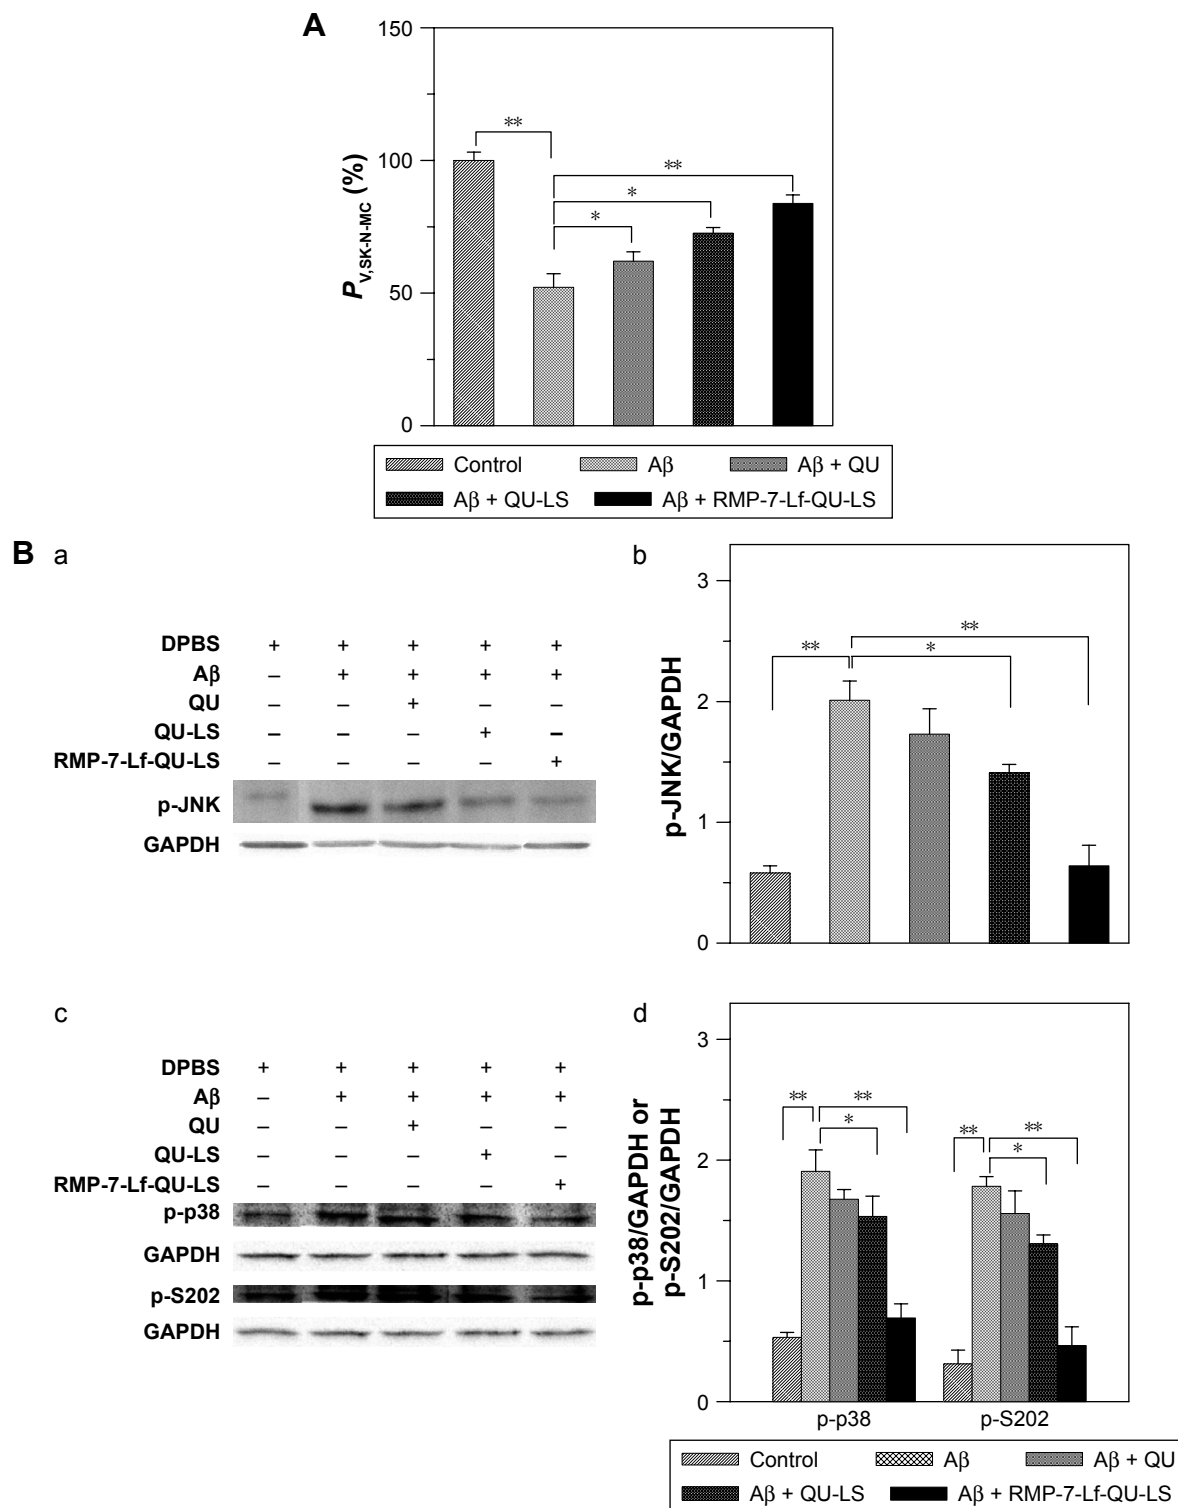 A
150
100
50
0
P V,SK-N-MC (%)
**
**
*
*
Control Aβ Aβ + QU
Aβ + QU-LS Aβ + RMP-7-Lf-QU-LS
B a
DPBS + + + + +
Aβ – + + + +
QU – – + – –
QU-LS – – – + –
RMP-7-Lf-QU-LS – – – – +
p-JNK
GAPDH
b
3
2
1
0
p-JNK/GAPDH
**
**
*
c
DPBS + + + + +
Aβ – + + + +
QU – – + – –
QU-LS – – – + –
RMP-7-Lf-QU-LS – – – – +
p-p38
GAPDH
p-S202
GAPDH
d
3
2
1
0
p-p38/GAPDH or
p-S202/GAPDH
** **
*
** **
*
p-p38 p-S202
Control Aβ Aβ + QU
Aβ + QU-LS Aβ + RMP-7-Lf-QU-LS